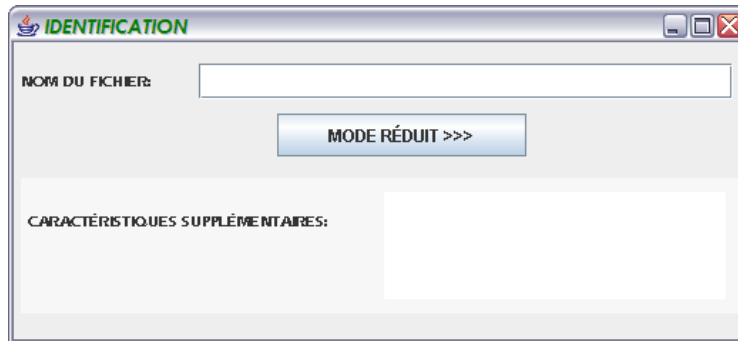 IDENTIFICATION
NOM DU FICHIER:
MODE RÉDUIT >>>
CARACTÉRISTIQUES SUPPLÉMENTAIRES: